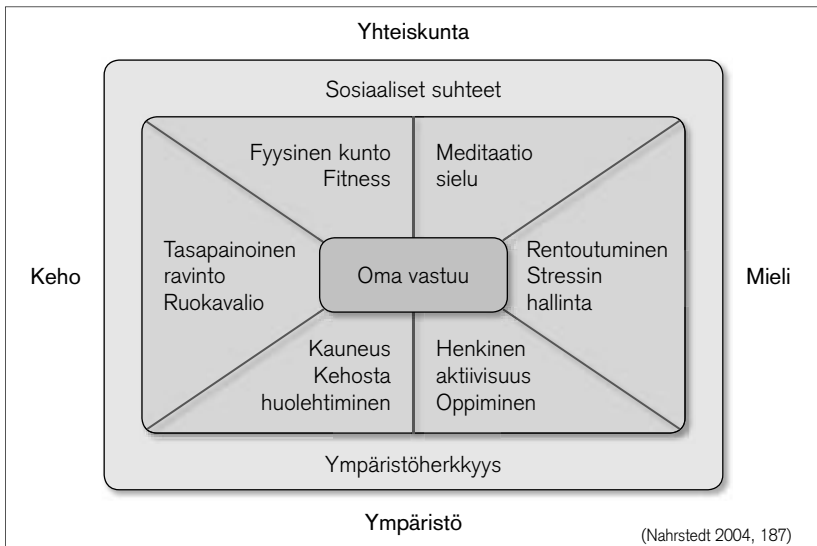 Yhteiskunta
Sosiaaliset suhteet
Fyysinen kunto
Fitness
Meditaatio
sielu
Keho
Tasapainoinen
ravinto
Ruokavalio
Oma vastuu
Rentoutuminen
Stressin
hallinta
Mieli
Kauneus
Kehosta
huolehtiminen
Henkinen
aktiivisuus
Oppiminen
Ympäristöherkkyys
Ympäristö
(Nahrstedt 2004, 187)